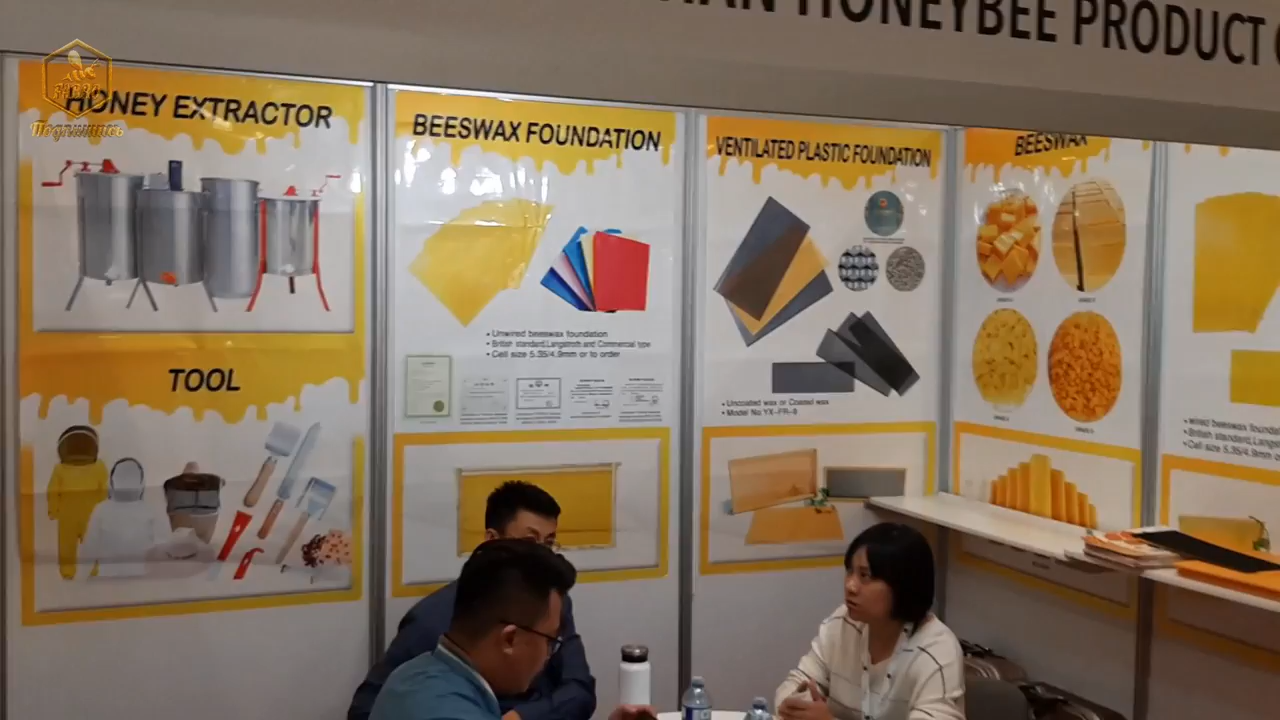 HONEYBEE PRODUCT
HONEY EXTRACTOR
Подпишись
BEESWAX FOUNDATION
VENTILATED PLASTIC FOUNDATION
BEESWAX
• Unwired beeswax foundation
• British standard,Langstroth and Commercial type
• Cell size 5.35/4.9mm or to order
TOOL
• Uncoated wax or Coated wax
• Model No YX-FR-9
• wired beeswax founda
• British standard,Langst
• Cell size 5.35/4.9mm o